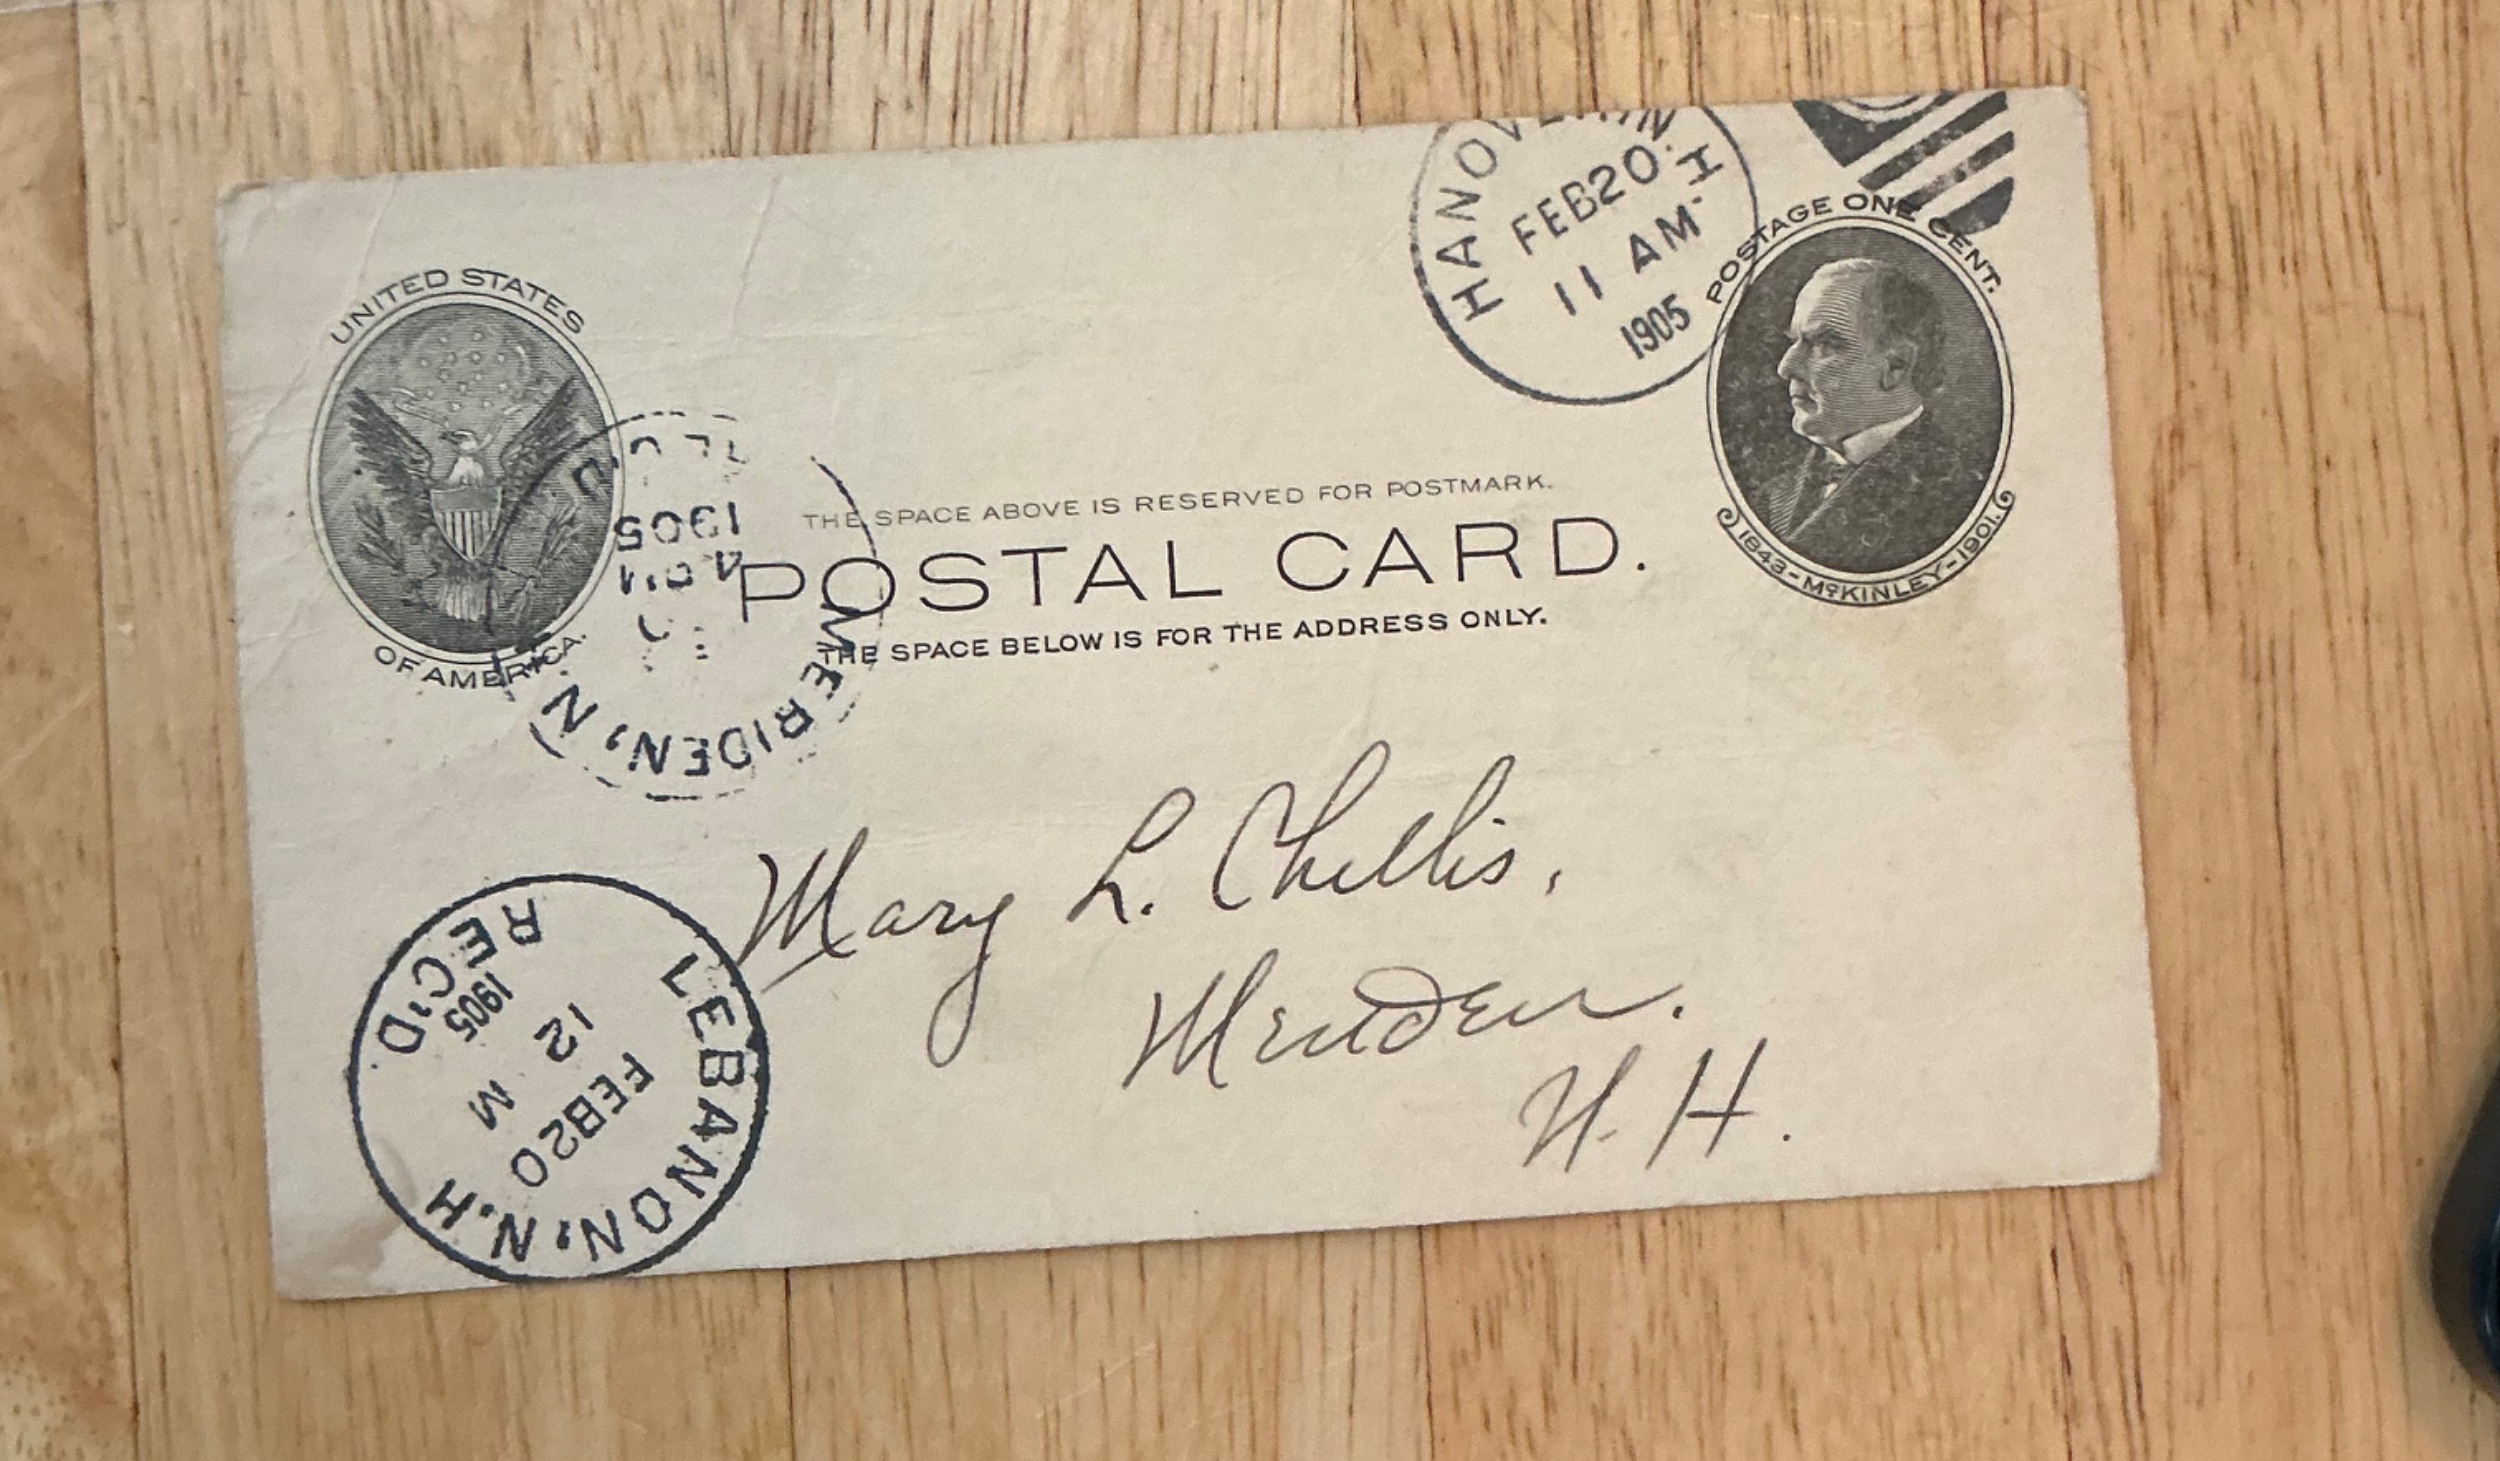 HANOVER, N. H.
FEB 20
11 AM
1905
POSTAGE ONE CENT.
1843-McKINLEY-1901.
UNITED STATES
OF AMERICA.
THE SPACE ABOVE IS RESERVED FOR POSTMARK.
POSTAL CARD.
THE SPACE BELOW IS FOR THE ADDRESS ONLY.
MERIDEN, N
1905
Mary L. Chellis,
Meriden.
N. H.
LEBANON, N.H.
FEB 20
12 M
1905
REC'D